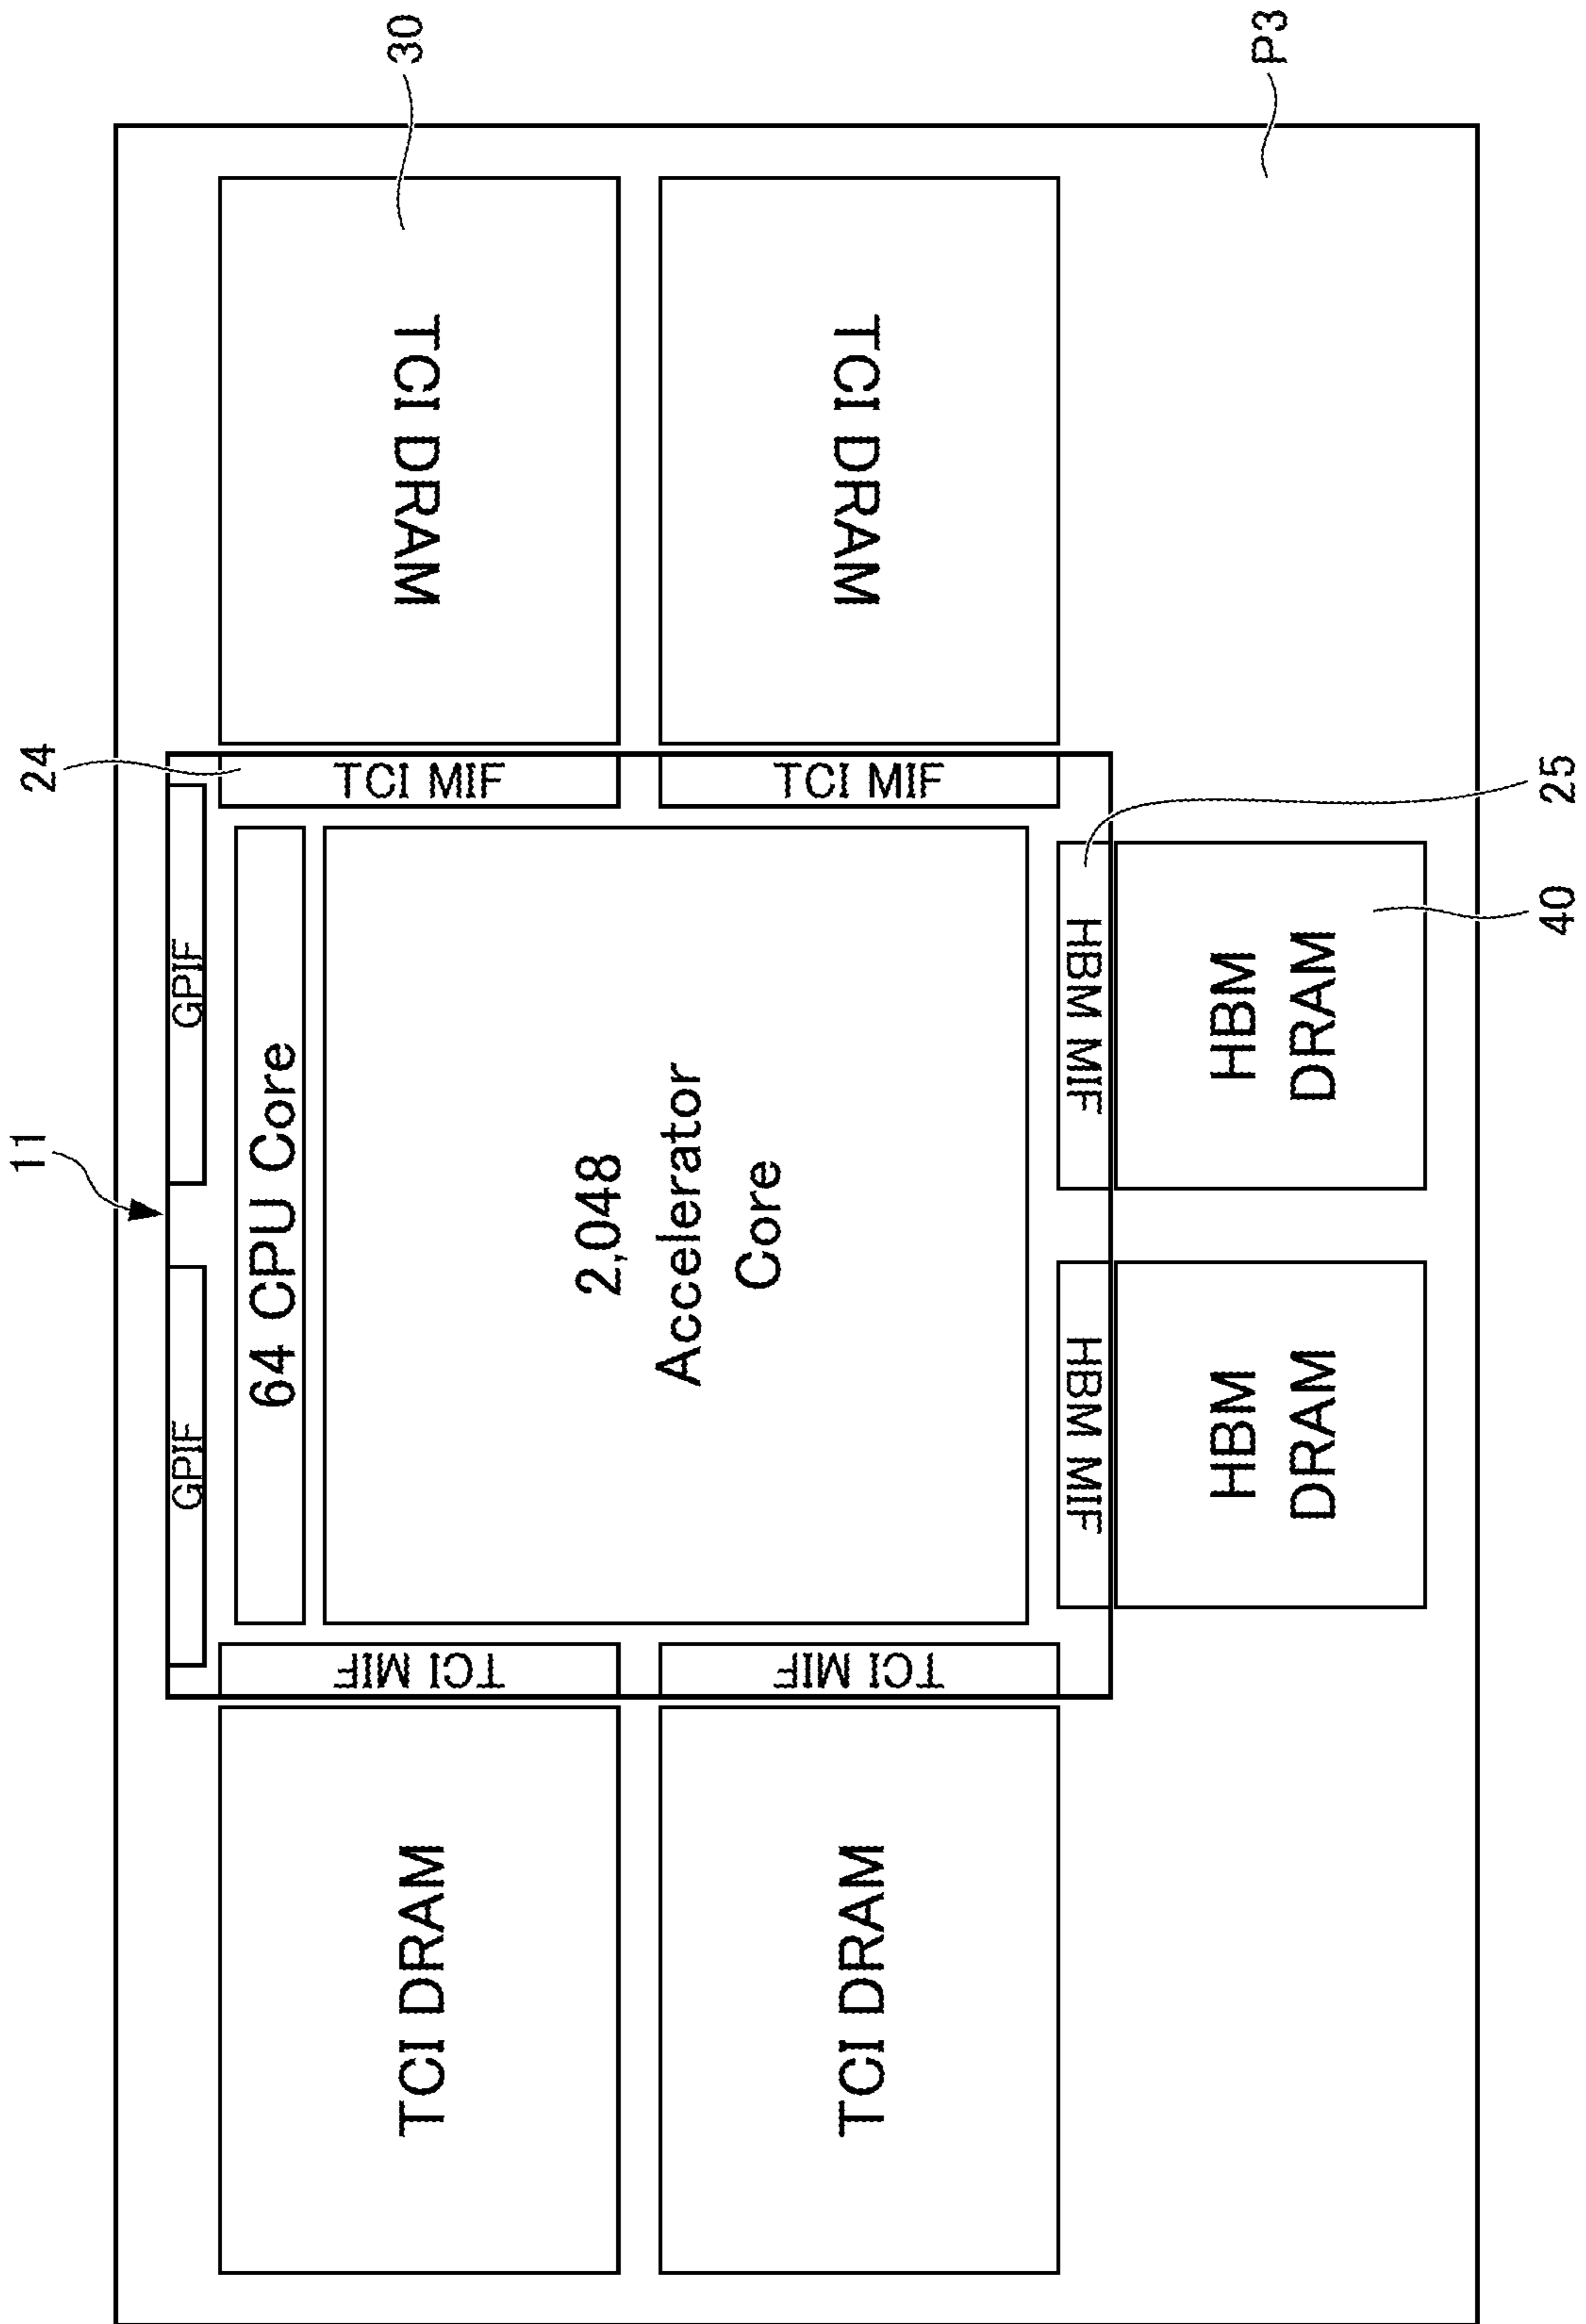 11
24
GPIF
GPIF
64 CPU Core
30
TCI DRAM
TCI MIF
TCI MIF
TCI DRAM
2,048
Accelerator
Core
TCI DRAM
TCI MIF
TCI MIF
TCI DRAM
HBM MIF
HBM MIF
HBM
DRAM
HBM
DRAM
P3
40
25